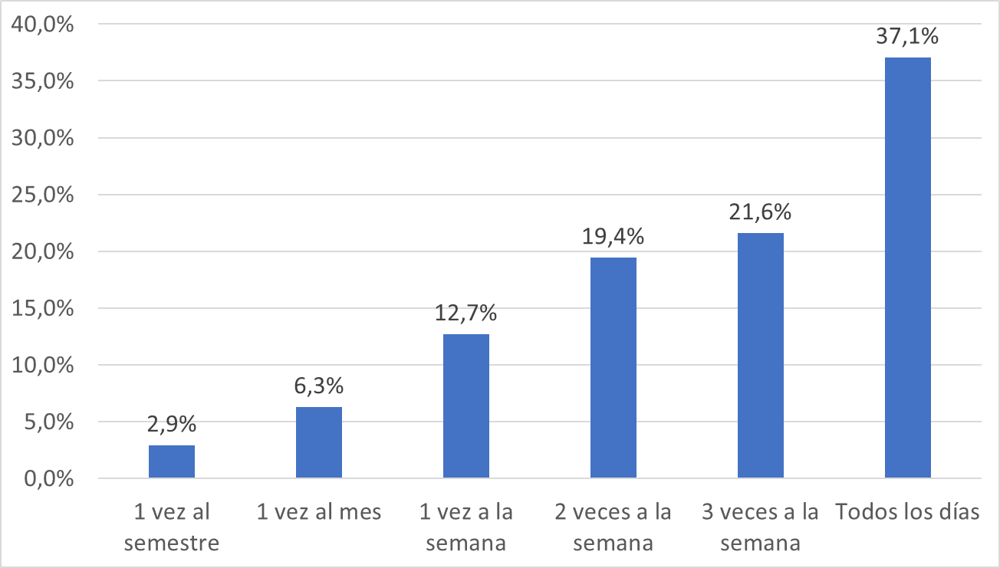 40,0%
35,0%
30,0%
25,0%
20,0%
15,0%
10,0%
5,0%
0,0%
2,9%
6,3%
12,7%
19,4%
21,6%
37,1%
1 vez al
semestre
1 vez al mes
1 vez a la
semana
2 veces a la
semana
3 veces a la
semana
Todos los días